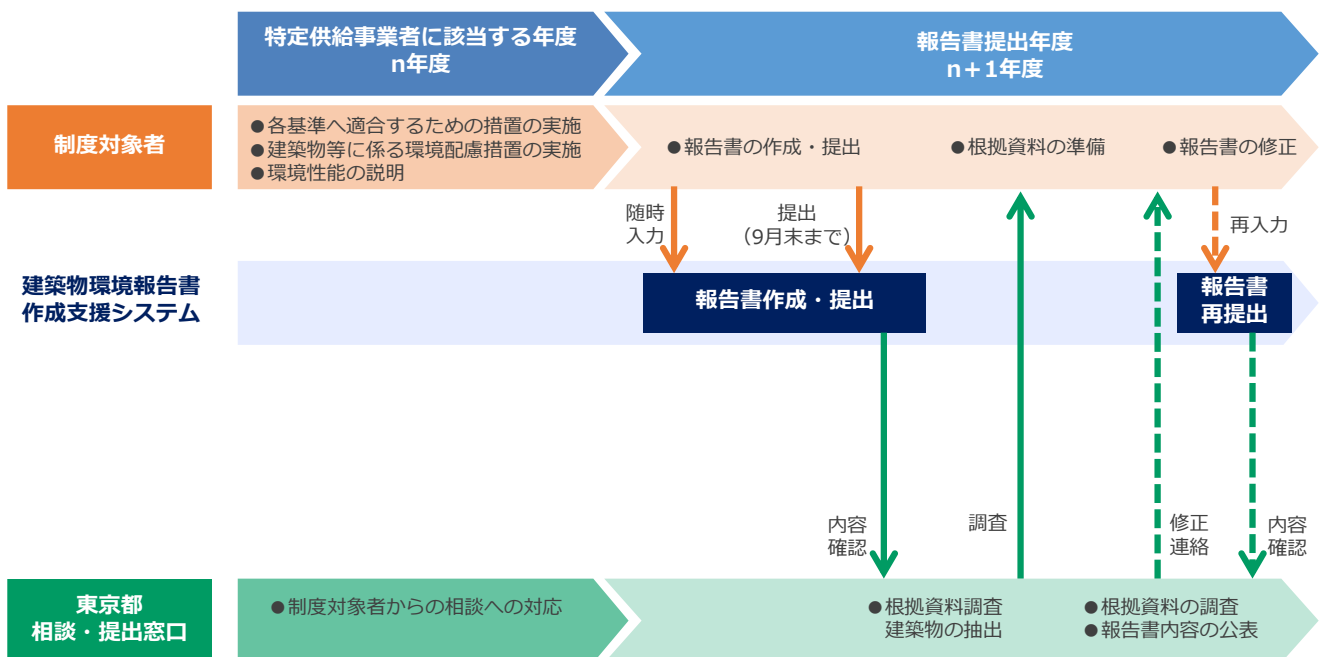 特定供給事業者に該当する年度
n年度
報告書提出年度
n+1年度
制度対象者
●各基準へ適合するための措置の実施
●建築物等に係る環境配慮措置の実施
●環境性能の説明
●報告書の作成・提出
●根拠資料の準備
●報告書の修正
随時
入力
提出
(9月末まで)
再入力
建築物環境報告書
作成支援システム
報告書作成・提出
報告書
再提出
内容
確認
調査
修正
連絡
内容
確認
東京都
相談・提出窓口
●制度対象者からの相談への対応
●根拠資料調査
建築物の抽出
●根拠資料の調査
●報告書内容の公表